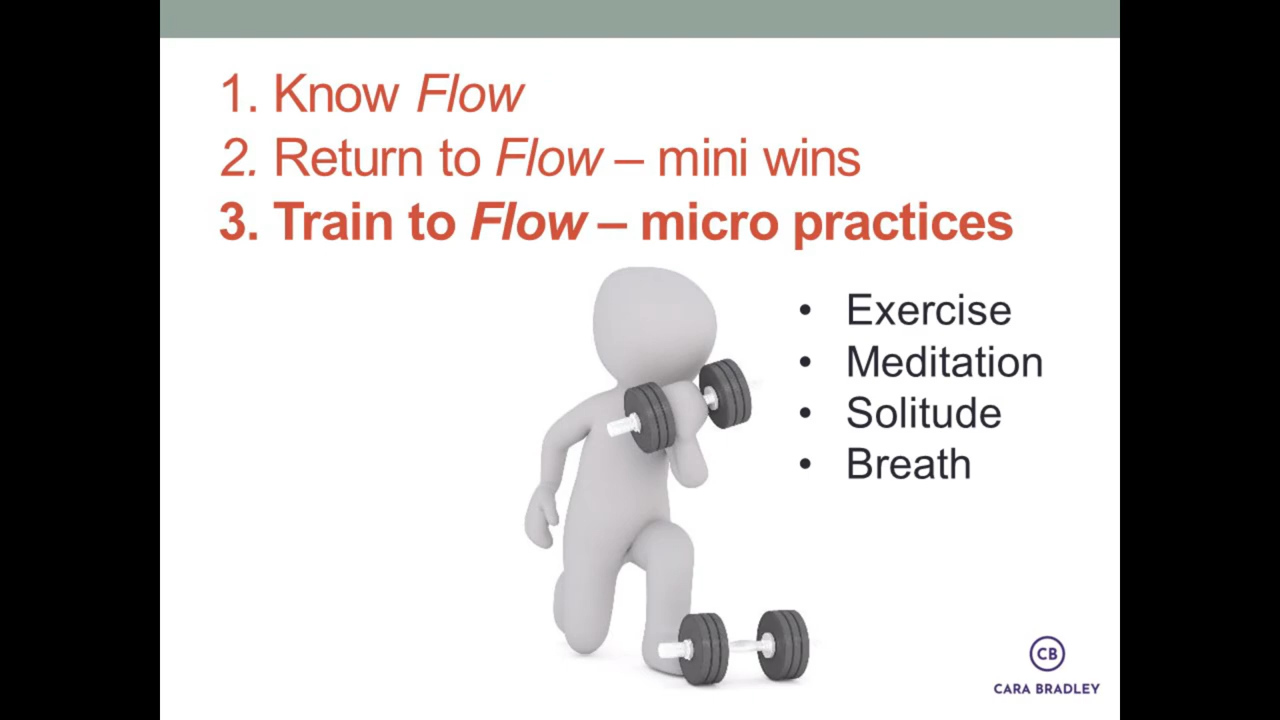 1. Know Flow
2. Return to Flow – mini wins
3. Train to Flow – micro practices
• Exercise
• Meditation
• Solitude
• Breath
CB
CARA BRADLEY